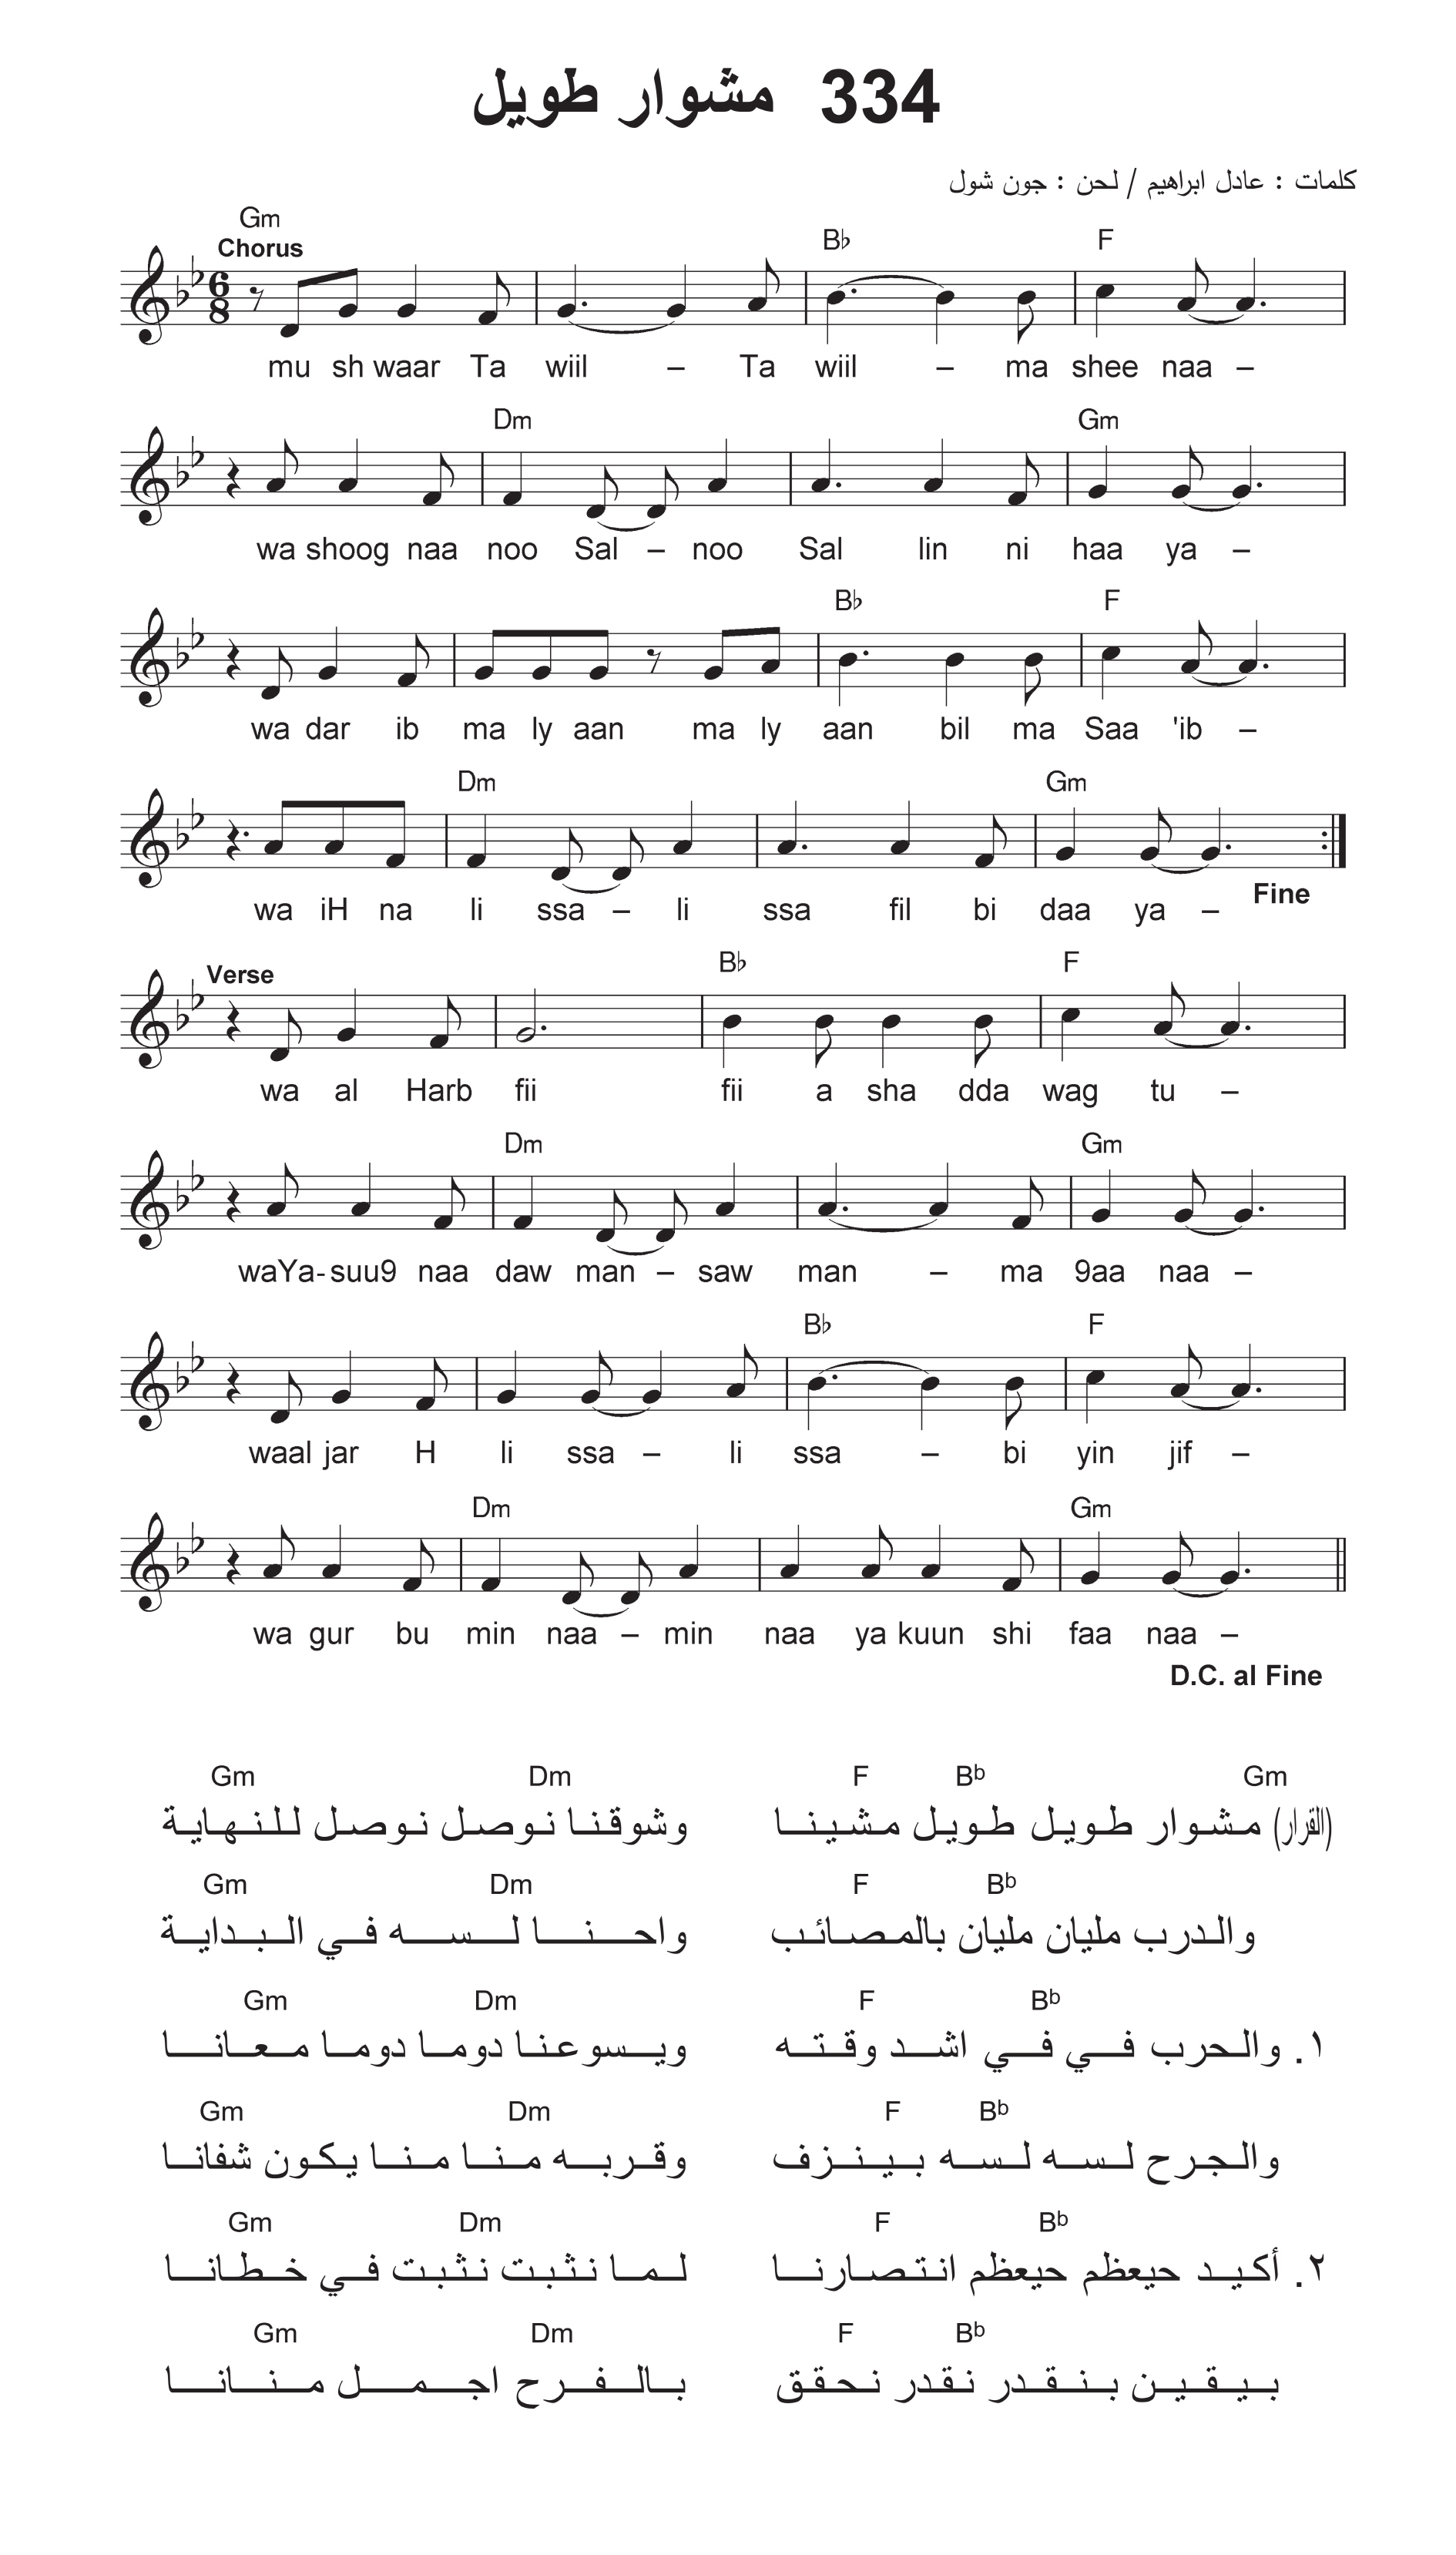 334 مشوار طويل
كلمات : عادل ابراهيم / لحن : جون شول
Gm
Chorus
B♭ F
6
8
mu sh waar Ta wiil – Ta wiil – ma shee naa –
Dm Gm
wa shoog naa noo Sal – noo Sal lin ni haa ya –
B♭ F
wa dar ib ma ly aan ma ly aan bil ma Saa 'ib –
Dm Gm
wa iH na li ssa – li ssa fil bi daa ya –
Fine
Verse
B♭ F
wa al Harb fii fii a sha dda wag tu –
Dm Gm
waYa-suu9 naa daw man – saw man – ma 9aa naa –
B♭ F
waal jar H li ssa – li ssa – bi yin jif –
Dm Gm
wa gur bu min naa – min naa ya kuun shi faa naa –
D.C. al Fine
Gm Dm F Bb Gm
(القرار) مشوار طويل طويل مشينا وشوقنا نوصل نوصل للنهاية
Gm Dm F Bb
والدرب مليان مليان بالمصائب واحنا لسه في البداية
Gm Dm F Bb
١. والحرب في في اشد وقته ويسوعنا دوما دوما معانا
Gm Dm F Bb
والجرح لسه لسه بينزف وقربه منا منا يكون شفانا
Gm Dm F Bb
٢. أكيد حيعظم حيعظم انتصارنا لما نثبت نثبت في خطانا
Gm Dm F Bb
بيقين بنقدر نقدر نحقق بالفرح اجمل منانا